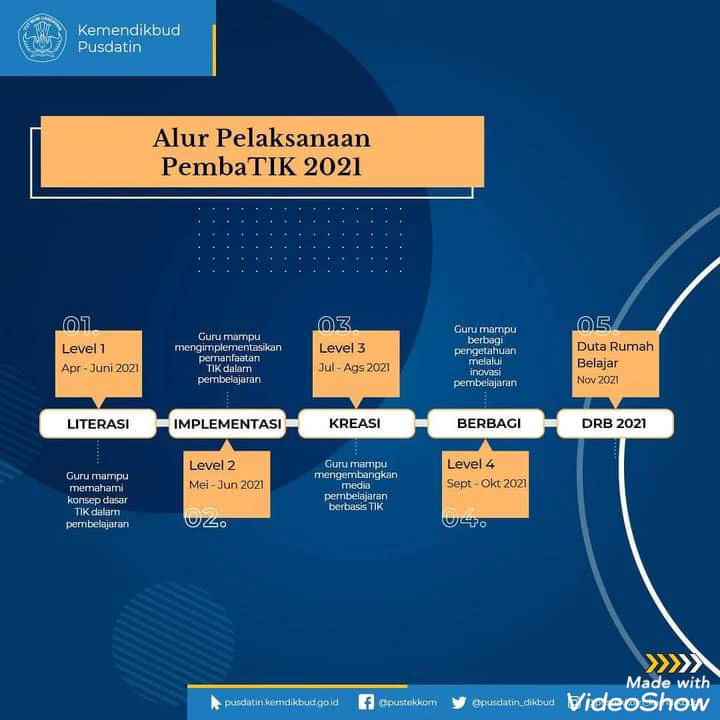 Kemendikbud
Pusdatin
Alur Pelaksanaan
PembaTIK 2021
01.
Level 1
Apr - Juni 2021
LITERASI
Guru mampu
memahami
konsep dasar
TIK dalam
pembelajaran
Guru mampu
mengimplementasikan
pemanfaatan
TIK dalam
pembelajaran
IMPLEMENTASI
Level 2
Mei - Jun 2021
02.
03.
Level 3
Jul - Ags 2021
KREASI
Guru mampu
mengembangkan
media
pembelajaran
berbasis TIK
Guru mampu
berbagi
pengetahuan
melalui
inovasi
pembelajaran
BERBAGI
Level 4
Sept - Okt 2021
04.
05.
Duta Rumah
Belajar
Nov 2021
DRB 2021
pusdatin.kemdikbud.go.id
@pustekkom
@pusdatin_dikbud
Made with
VideoShow